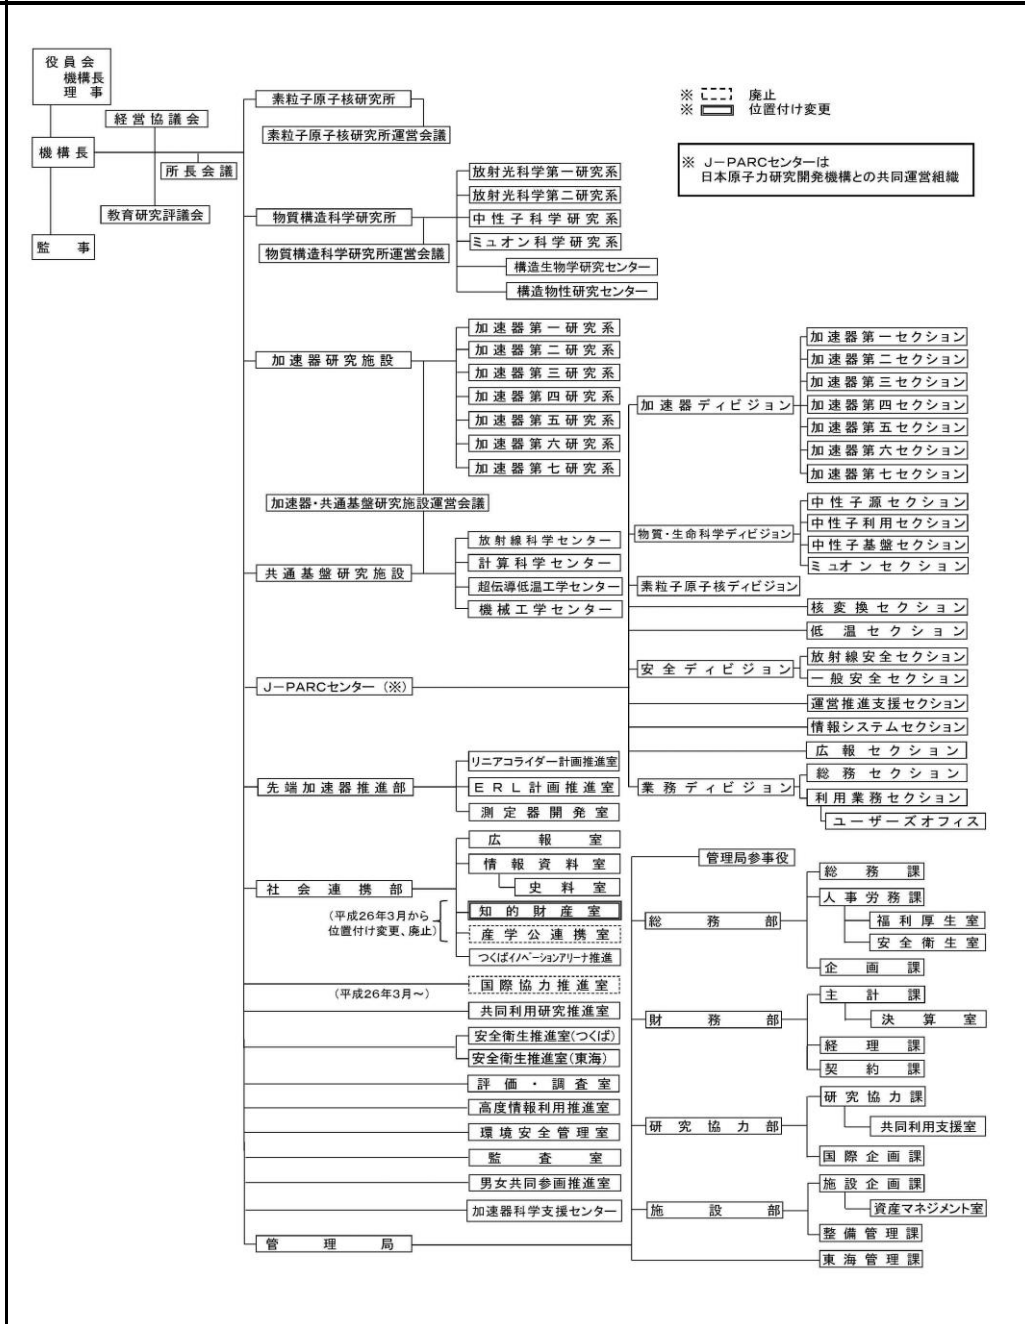 役員会
機構長
理事
経営協議会
機構長
所長会議
教育研究評議会
監事
※ 廃止
※ 位置付け変更
※ J-PARCセンターは
日本原子力研究開発機構との共同運営組織
素粒子原子核研究所
素粒子原子核研究所運営会議
物質構造科学研究所
物質構造科学研究所運営会議
放射光科学第一研究系
放射光科学第二研究系
中性子科学研究系
ミュオン科学研究系
構造生物学研究センター
構造物性研究センター
加速器研究施設
加速器第一研究系
加速器第二研究系
加速器第三研究系
加速器第四研究系
加速器第五研究系
加速器第六研究系
加速器第七研究系
加速器・共通基盤研究施設運営会議
共通基盤研究施設
放射線科学センター
計算科学センター
超伝導低温工学センター
機械工学センター
J-PARCセンター(※)
加速器ディビジョン
加速器第一セクション
加速器第二セクション
加速器第三セクション
加速器第四セクション
加速器第五セクション
加速器第六セクション
加速器第七セクション
物質・生命科学ディビジョン
中性子源セクション
中性子利用セクション
中性子基盤セクション
ミュオンセクション
素粒子原子核ディビジョン
核変換セクション
低温セクション
安全ディビジョン
放射線安全セクション
一般安全セクション
運営推進支援セクション
情報システムセクション
広報セクション
業務ディビジョン
総務セクション
利用業務セクション
ユーザーズオフィス
先端加速器推進部
リニアコライダー計画推進室
ERL計画推進室
測定器開発室
社会連携部
広報室
情報資料室
史料室
(平成26年3月から
位置付け変更、廃止)
知的財産室
産学公連携室
つくばイノベーションアリーナ推進
(平成26年3月~)
国際協力推進室
共同利用研究推進室
安全衛生推進室(つくば)
安全衛生推進室(東海)
評価・調査室
高度情報利用推進室
環境安全管理室
監査室
男女共同参画推進室
加速器科学支援センター
管理局
管理局参事役
総務部
総務課
人事労務課
福利厚生室
安全衛生室
企画課
財務部
主計課
決算室
経理課
契約課
研究協力部
研究協力課
共同利用支援室
国際企画課
施設部
施設企画課
資産マネジメント室
整備管理課
東海管理課